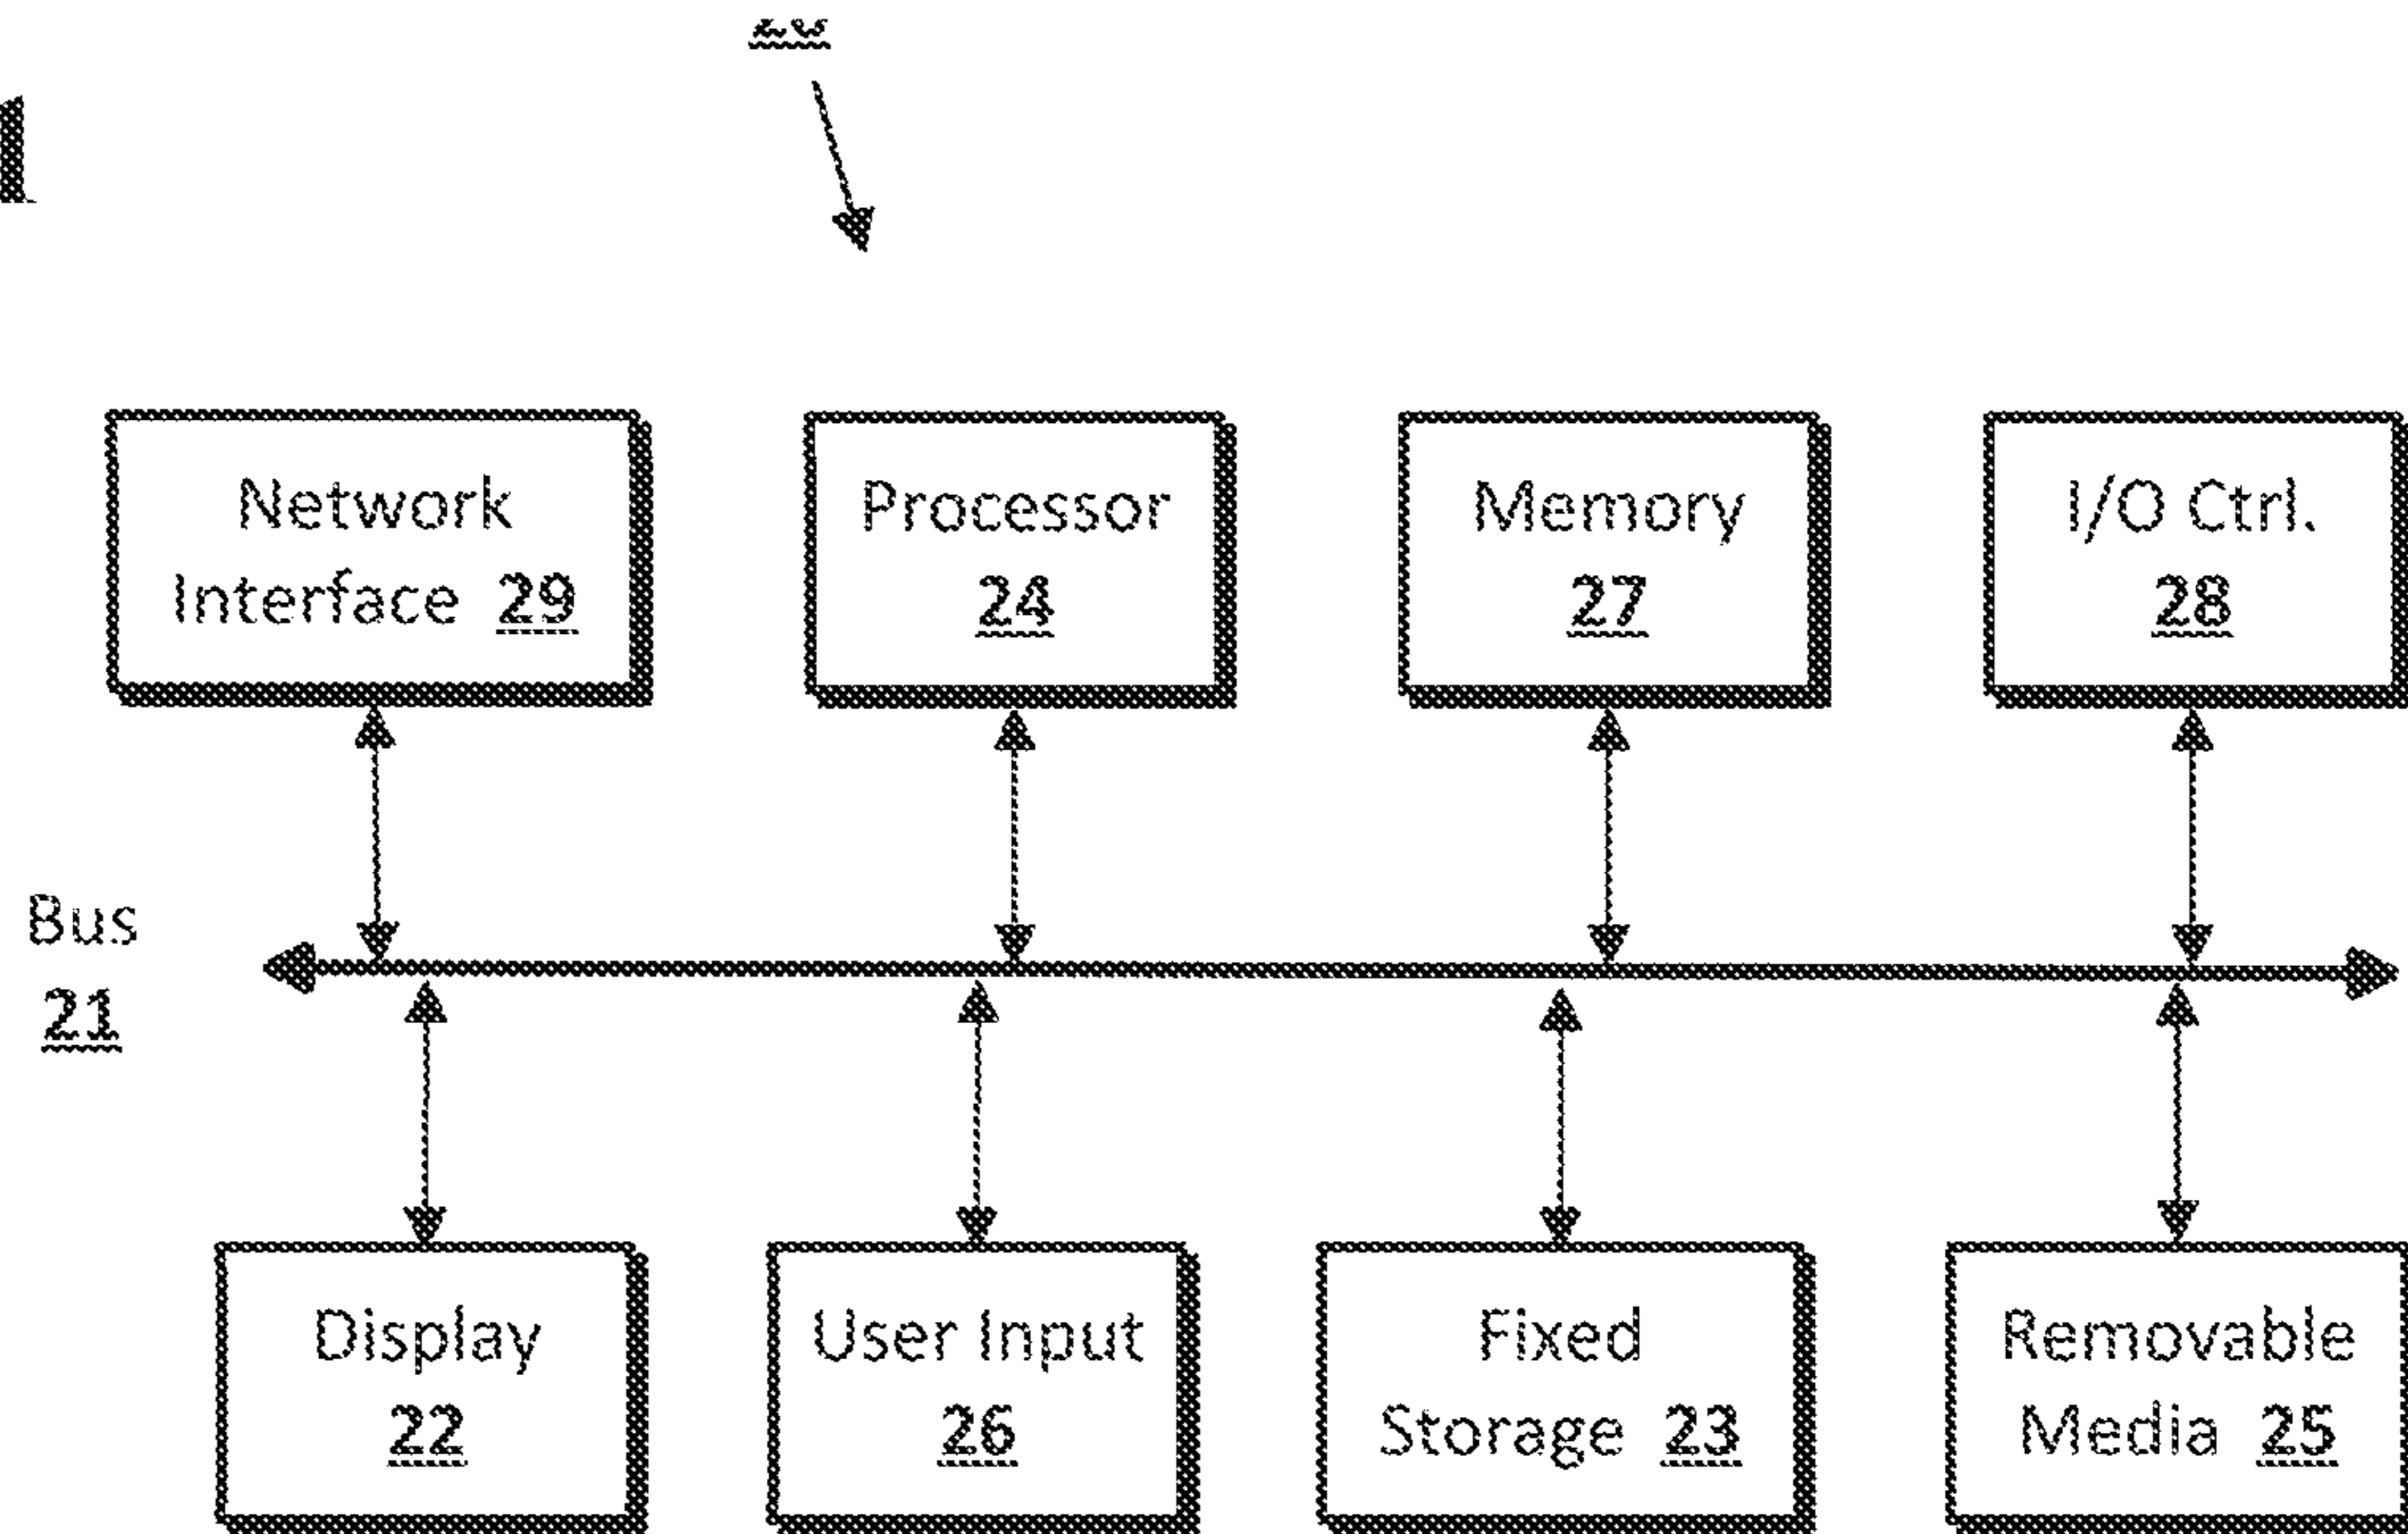 Network
Interface 29
Processor
24
Memory
27
I/O Ctrl.
28
Bus
21
Display
22
User Input
26
Fixed
Storage 23
Removable
Media 25